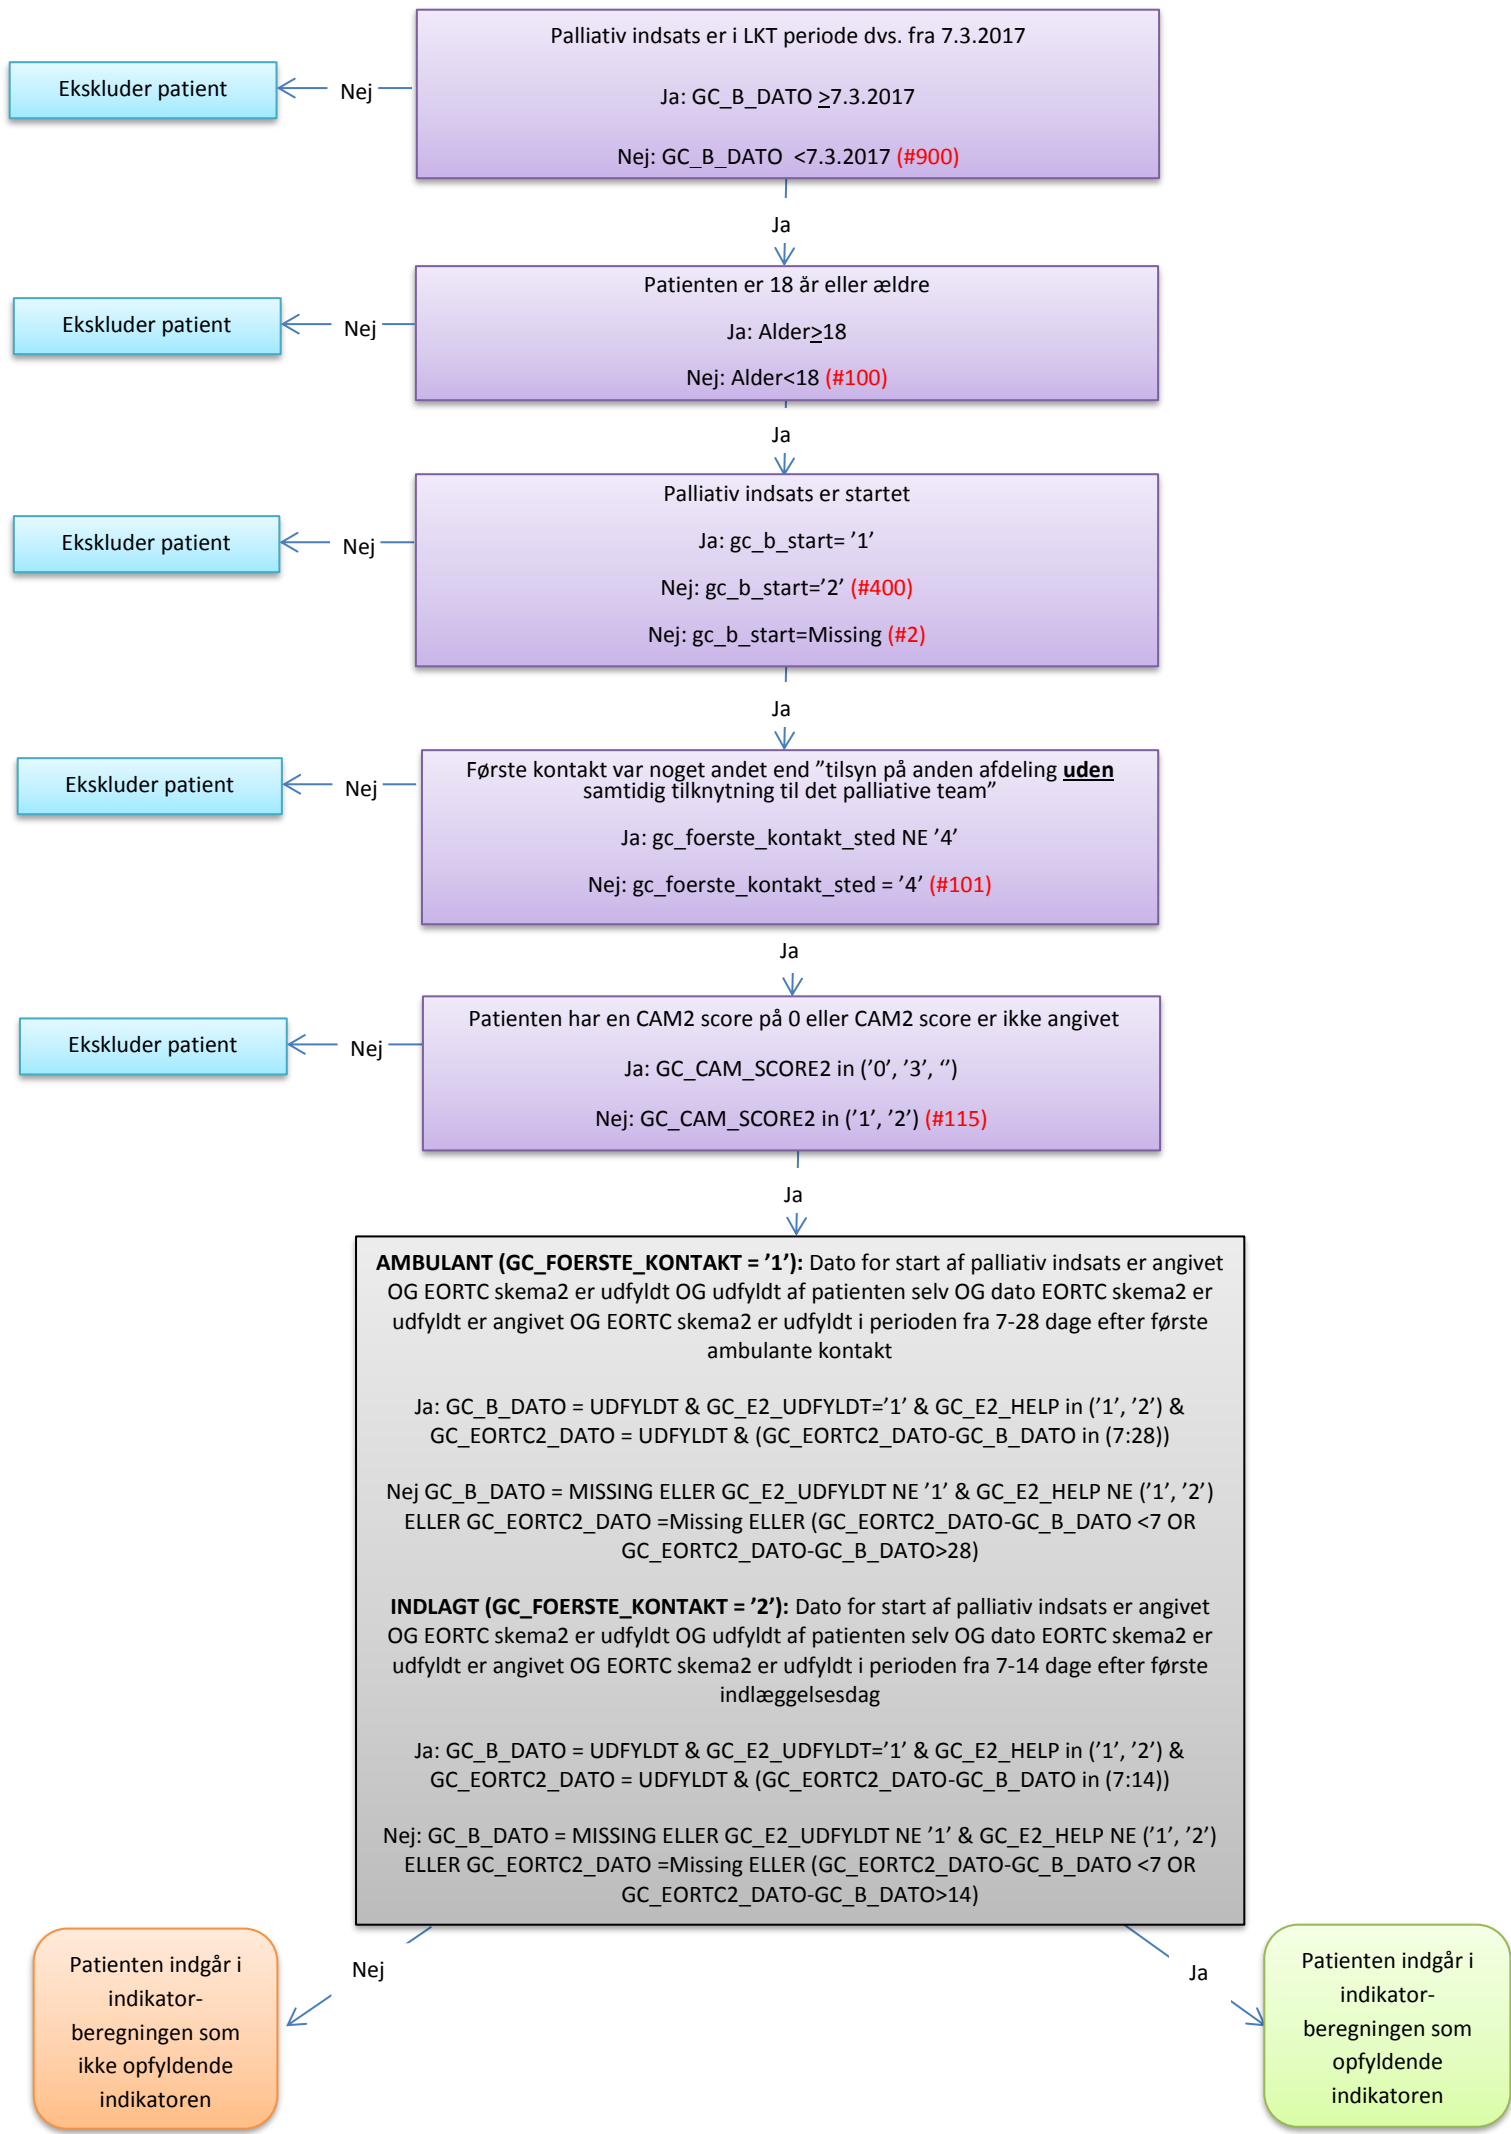 Palliativ indsats er i LKT periode dvs. fra 7.3.2017
Ja: GC_B_DATO >7.3.2017
Nej: GC_B_DATO <7.3.2017 (#900)
Nej
Ekskluder patient
Ja
Patienten er 18 år eller ældre
Ja: Alder>18
Nej: Alder<18 (#100)
Nej
Ekskluder patient
Ja
Palliativ indsats er startet
Ja: gc_b_start= ’1’
Nej: gc_b_start=’2’ (#400)
Nej: gc_b_start=Missing (#2)
Nej
Ekskluder patient
Ja
Første kontakt var noget andet end ”tilsyn på anden afdeling uden
samtidig tilknytning til det palliative team”
Ja: gc_foerste_kontakt_sted NE ’4’
Nej: gc_foerste_kontakt_sted = ’4’ (#101)
Nej
Ekskluder patient
Ja
Patienten har en CAM2 score på 0 eller CAM2 score er ikke angivet
Ja: GC_CAM_SCORE2 in (’0’, ’3’, ‘’)
Nej: GC_CAM_SCORE2 in (’1’, ’2’) (#115)
Nej
Ekskluder patient
Ja
AMBULANT (GC_FOERSTE_KONTAKT = ’1’): Dato for start af palliativ indsats er angivet
OG EORTC skema2 er udfyldt OG udfyldt af patienten selv OG dato EORTC skema2 er
udfyldt er angivet OG EORTC skema2 er udfyldt i perioden fra 7-28 dage efter første
ambulante kontakt
Ja: GC_B_DATO = UDFYLDT & GC_E2_UDFYLDT=’1’ & GC_E2_HELP in (’1’, ’2’) &
GC_EORTC2_DATO = UDFYLDT & (GC_EORTC2_DATO-GC_B_DATO in (7:28))
Nej GC_B_DATO = MISSING ELLER GC_E2_UDFYLDT NE ’1’ & GC_E2_HELP NE (’1’, ’2’)
ELLER GC_EORTC2_DATO =Missing ELLER (GC_EORTC2_DATO-GC_B_DATO <7 OR
GC_EORTC2_DATO-GC_B_DATO>28)
INDLAGT (GC_FOERSTE_KONTAKT = ’2’): Dato for start af palliativ indsats er angivet
OG EORTC skema2 er udfyldt OG udfyldt af patienten selv OG dato EORTC skema2 er
udfyldt er angivet OG EORTC skema2 er udfyldt i perioden fra 7-14 dage efter første
indlæggelsesdag
Ja: GC_B_DATO = UDFYLDT & GC_E2_UDFYLDT=’1’ & GC_E2_HELP in (’1’, ’2’) &
GC_EORTC2_DATO = UDFYLDT & (GC_EORTC2_DATO-GC_B_DATO in (7:14))
Nej: GC_B_DATO = MISSING ELLER GC_E2_UDFYLDT NE ’1’ & GC_E2_HELP NE (’1’, ’2’)
ELLER GC_EORTC2_DATO =Missing ELLER (GC_EORTC2_DATO-GC_B_DATO <7 OR
GC_EORTC2_DATO-GC_B_DATO>14)
Nej
Patienten indgår i
indikator-
beregningen som
ikke opfyldende
indikatoren
Ja
Patienten indgår i
indikator-
beregningen som
opfyldende
indikatoren